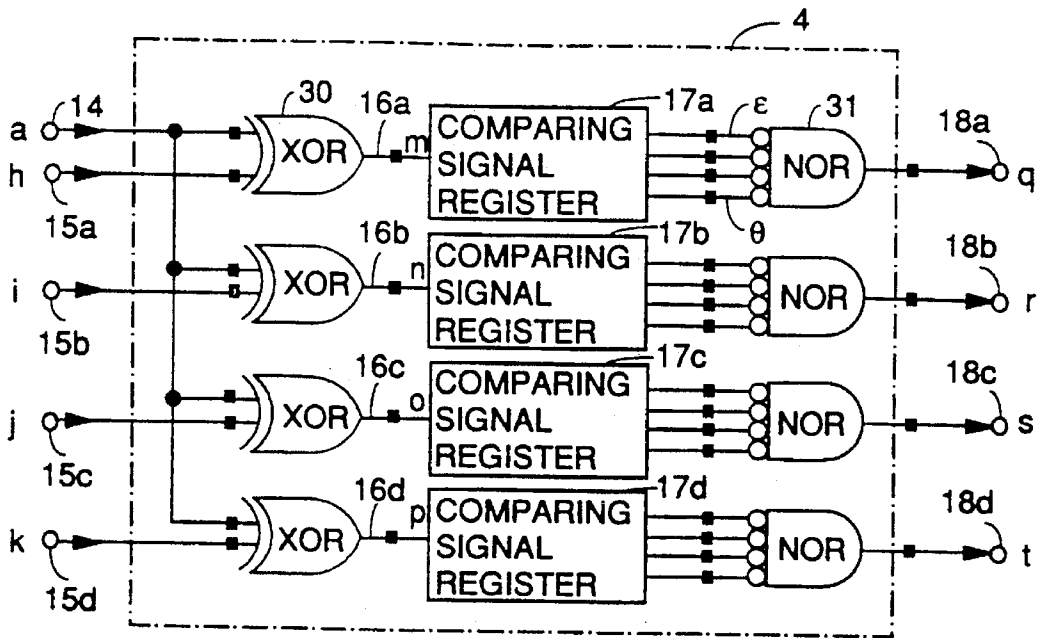 4
14
a
h
15a
30
XOR
16a
m
17a
COMPARING
SIGNAL
REGISTER
ε
θ
31
NOR
18a
q
i
15b
XOR
16b
n
17b
COMPARING
SIGNAL
REGISTER
NOR
18b
r
j
15c
XOR
16c
o
17c
COMPARING
SIGNAL
REGISTER
NOR
18c
s
k
15d
XOR
16d
p
17d
COMPARING
SIGNAL
REGISTER
NOR
18d
t